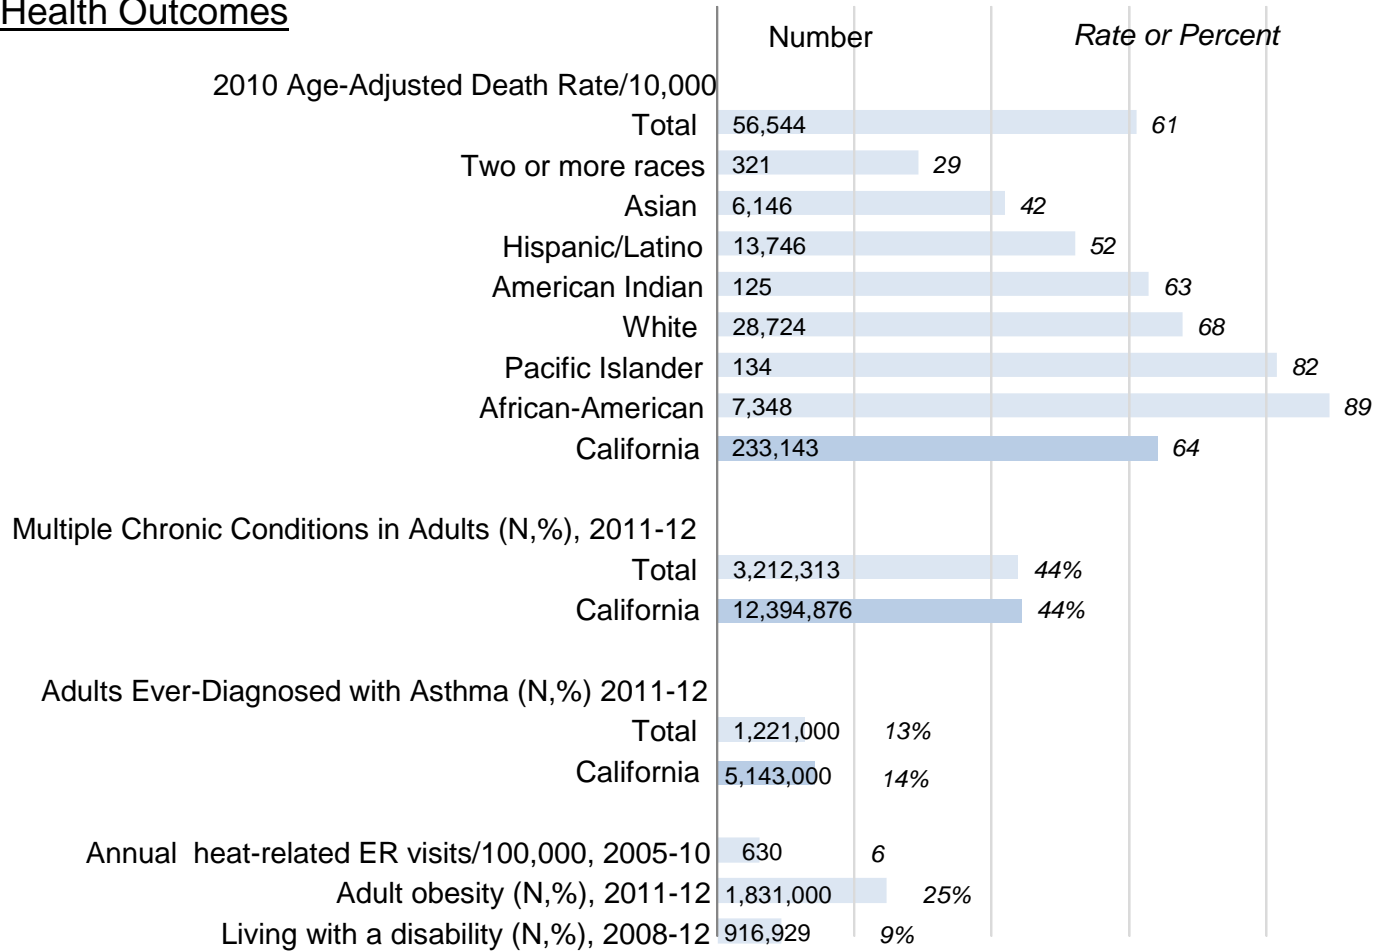 Health Outcomes
Number Rate or Percent
2010 Age-Adjusted Death Rate/10,000
Total 56,544 61
Two or more races 321 29
Asian 6,146 42
Hispanic/Latino 13,746 52
American Indian 125 63
White 28,724 68
Pacific Islander 134 82
African-American 7,348 89
California 233,143 64
Multiple Chronic Conditions in Adults (N,%), 2011-12
Total 3,212,313 44%
California 12,394,876 44%
Adults Ever-Diagnosed with Asthma (N,%) 2011-12
Total 1,221,000 13%
California 5,143,000 14%
Annual heat-related ER visits/100,000, 2005-10 630 6
Adult obesity (N,%), 2011-12 1,831,000 25%
Living with a disability (N,%), 2008-12 916,929 9%